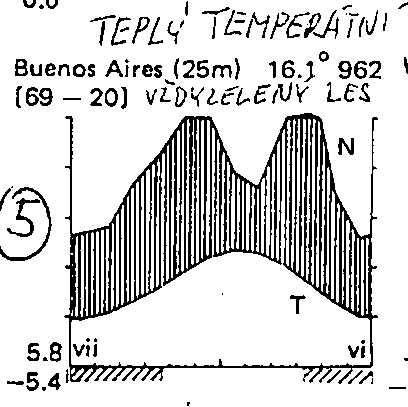 TEPLÝ TEMPERÁTNÍ
Buenos Aires (25m) 16.1° 962
[69 – 20] VŽDYZELENÝ LES
5
N
T
5.8 vii vi
–5.4